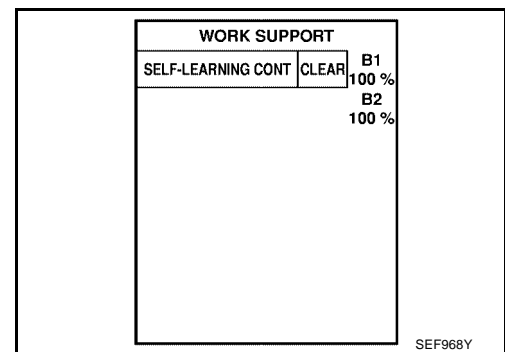 WORK SUPPORT
SELF-LEARNING CONT CLEAR B1
100 %
B2
100 %
SEF968Y